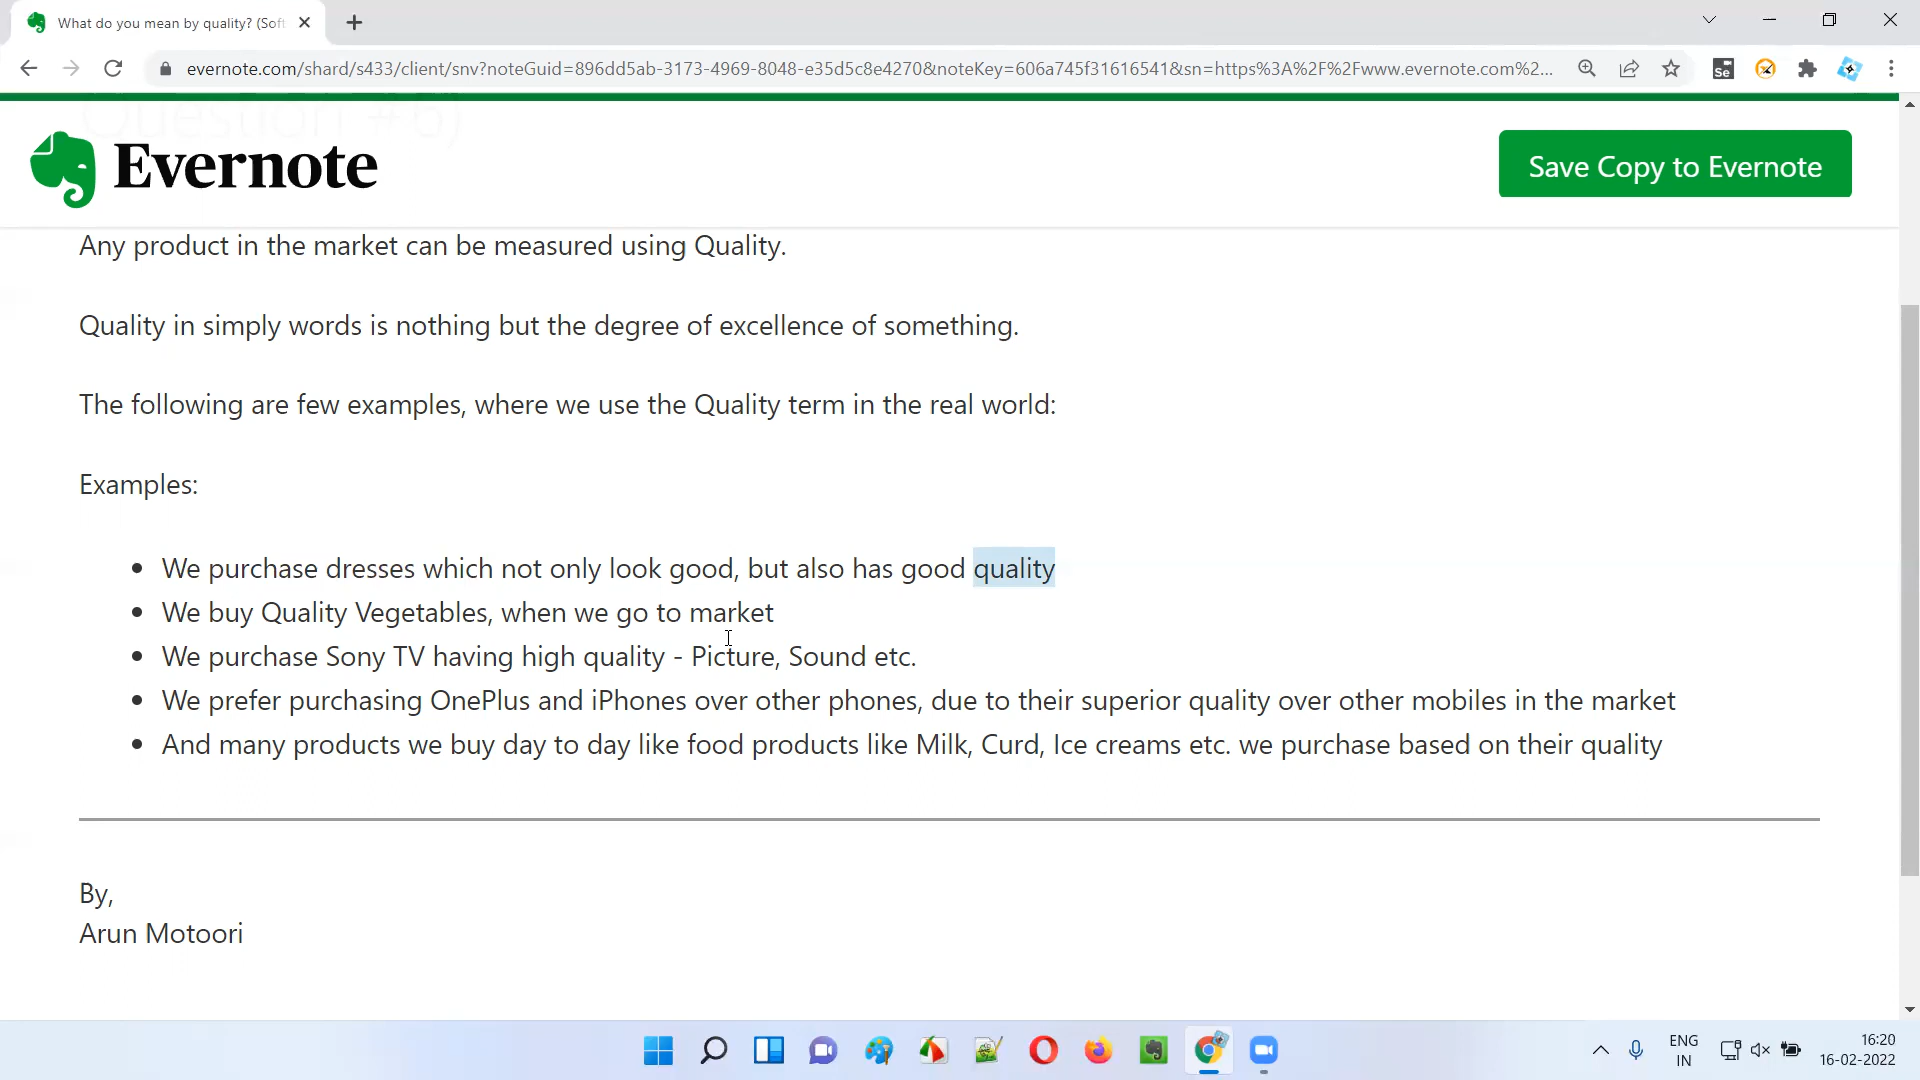 What do you mean by quality? (Soft
evernote.com/shard/s433/client/snv?noteGuid=896dd5ab-3173-4969-8048-e35d5c8e4270&noteKey=606a745f31616541&sn=https%3A%2F%2Fwww.evernote.com%2...
Se
Question #6)
Evernote
Save Copy to Evernote
Any product in the market can be measured using Quality.
Quality in simply words is nothing but the degree of excellence of something.
The following are few examples, where we use the Quality term in the real world:
Examples:
• We purchase dresses which not only look good, but also has good quality
• We buy Quality Vegetables, when we go to market
• We purchase Sony TV having high quality - Picture, Sound etc.
• We prefer purchasing OnePlus and iPhones over other phones, due to their superior quality over other mobiles in the market
• And many products we buy day to day like food products like Milk, Curd, Ice creams etc. we purchase based on their quality
By,
Arun Motoori
ENG
IN
16:20
16-02-2022